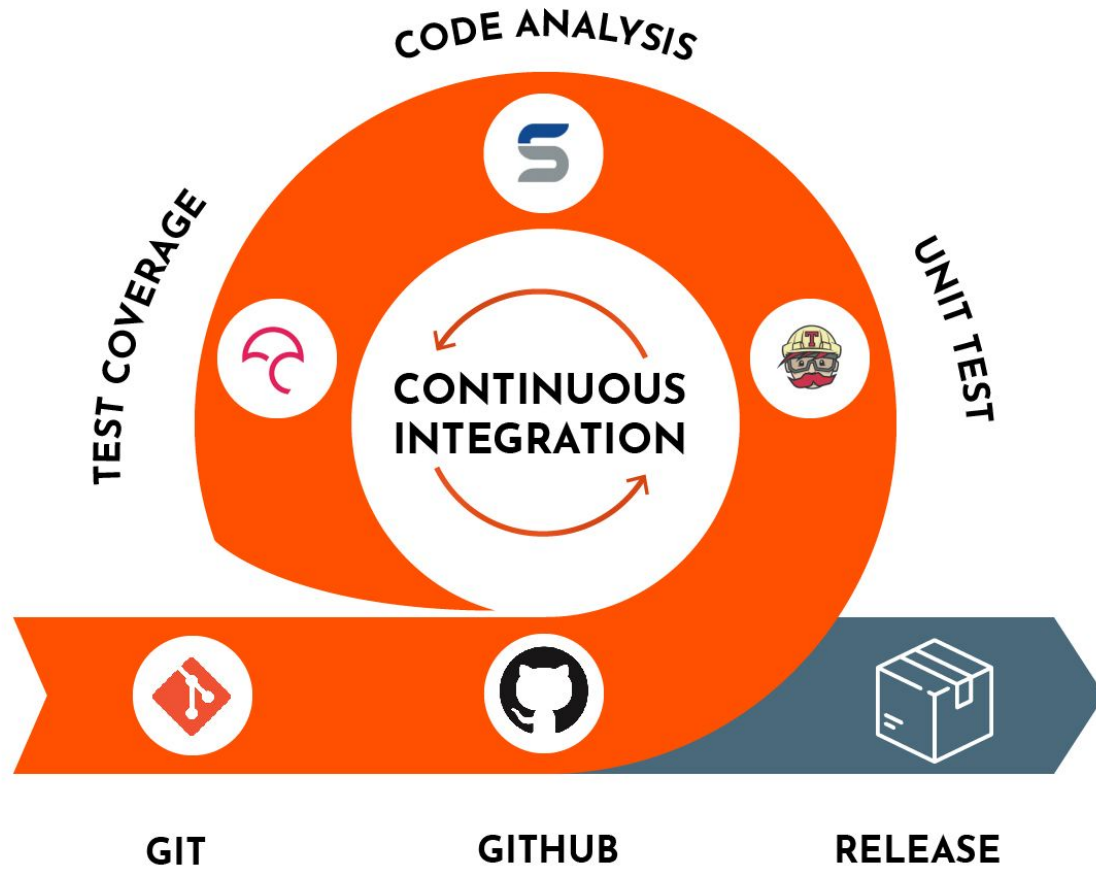 CODE ANALYSIS
TEST COVERAGE
UNIT TEST
CONTINUOUS
INTEGRATION
T
GIT
GITHUB
RELEASE